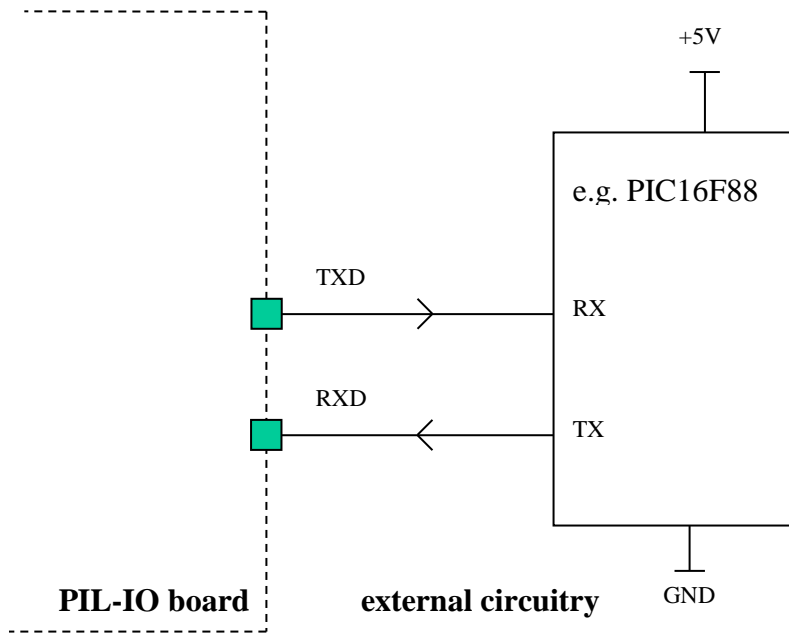 +5V
e.g. PIC16F88
TXD
RX
RXD
TX
PIL-IO board
external circuitry
GND